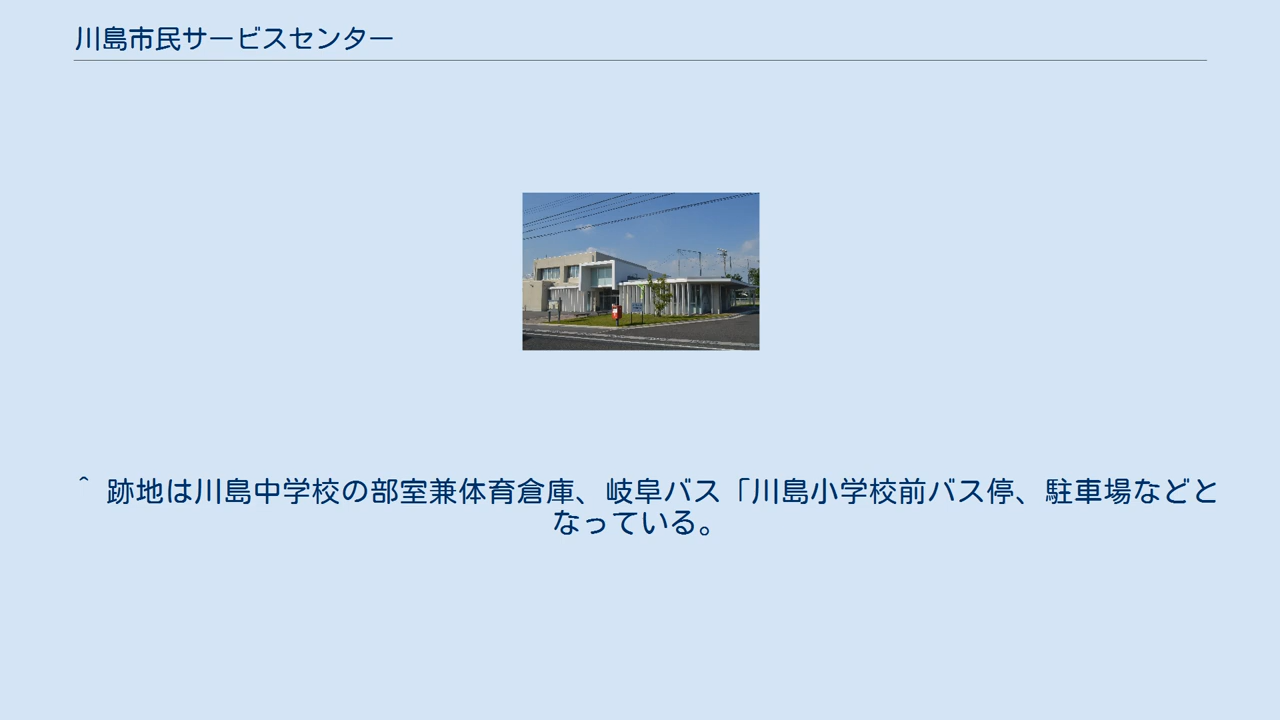 川島市民サービスセンター
^ 跡地は川島中学校の部室兼体育倉庫、岐阜バス「川島小学校前バス停、駐車場などと
なっている。